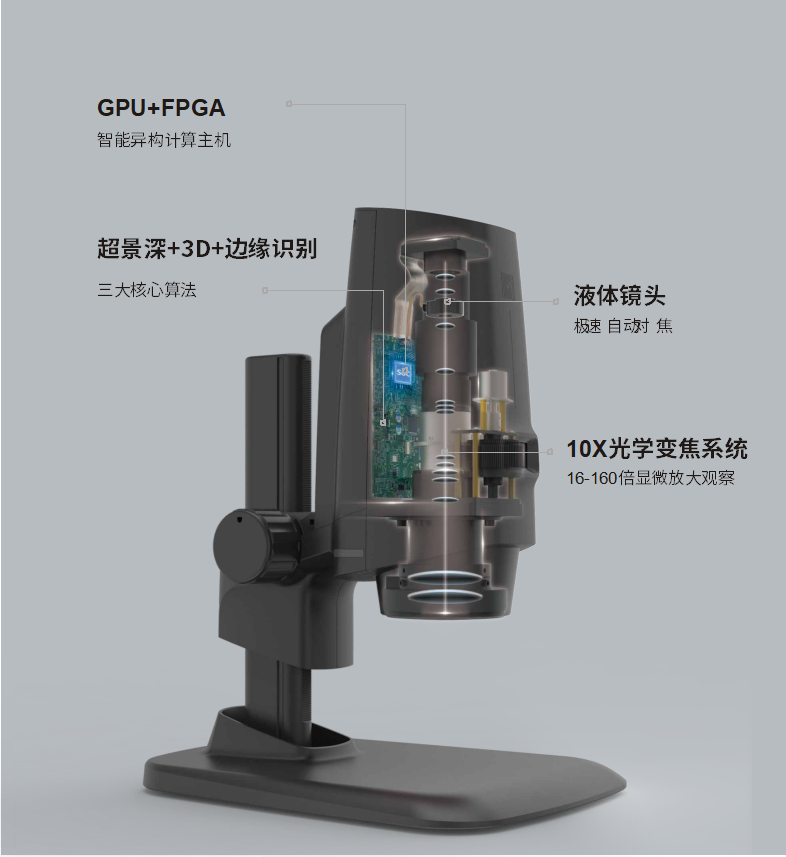 GPU+FPGA
智能异构计算主机
超景深+3D+边缘识别
三大核心算法
液体镜头
极速 自动对 焦
10X光学变焦系统
16-160倍显微放大观察